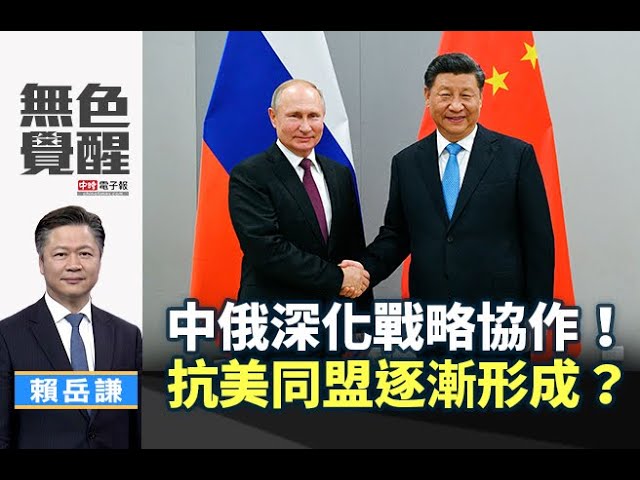 無色
覺醒
中時 電子報
賴岳謙
中俄深化戰略協作！
抗美同盟逐漸形成？